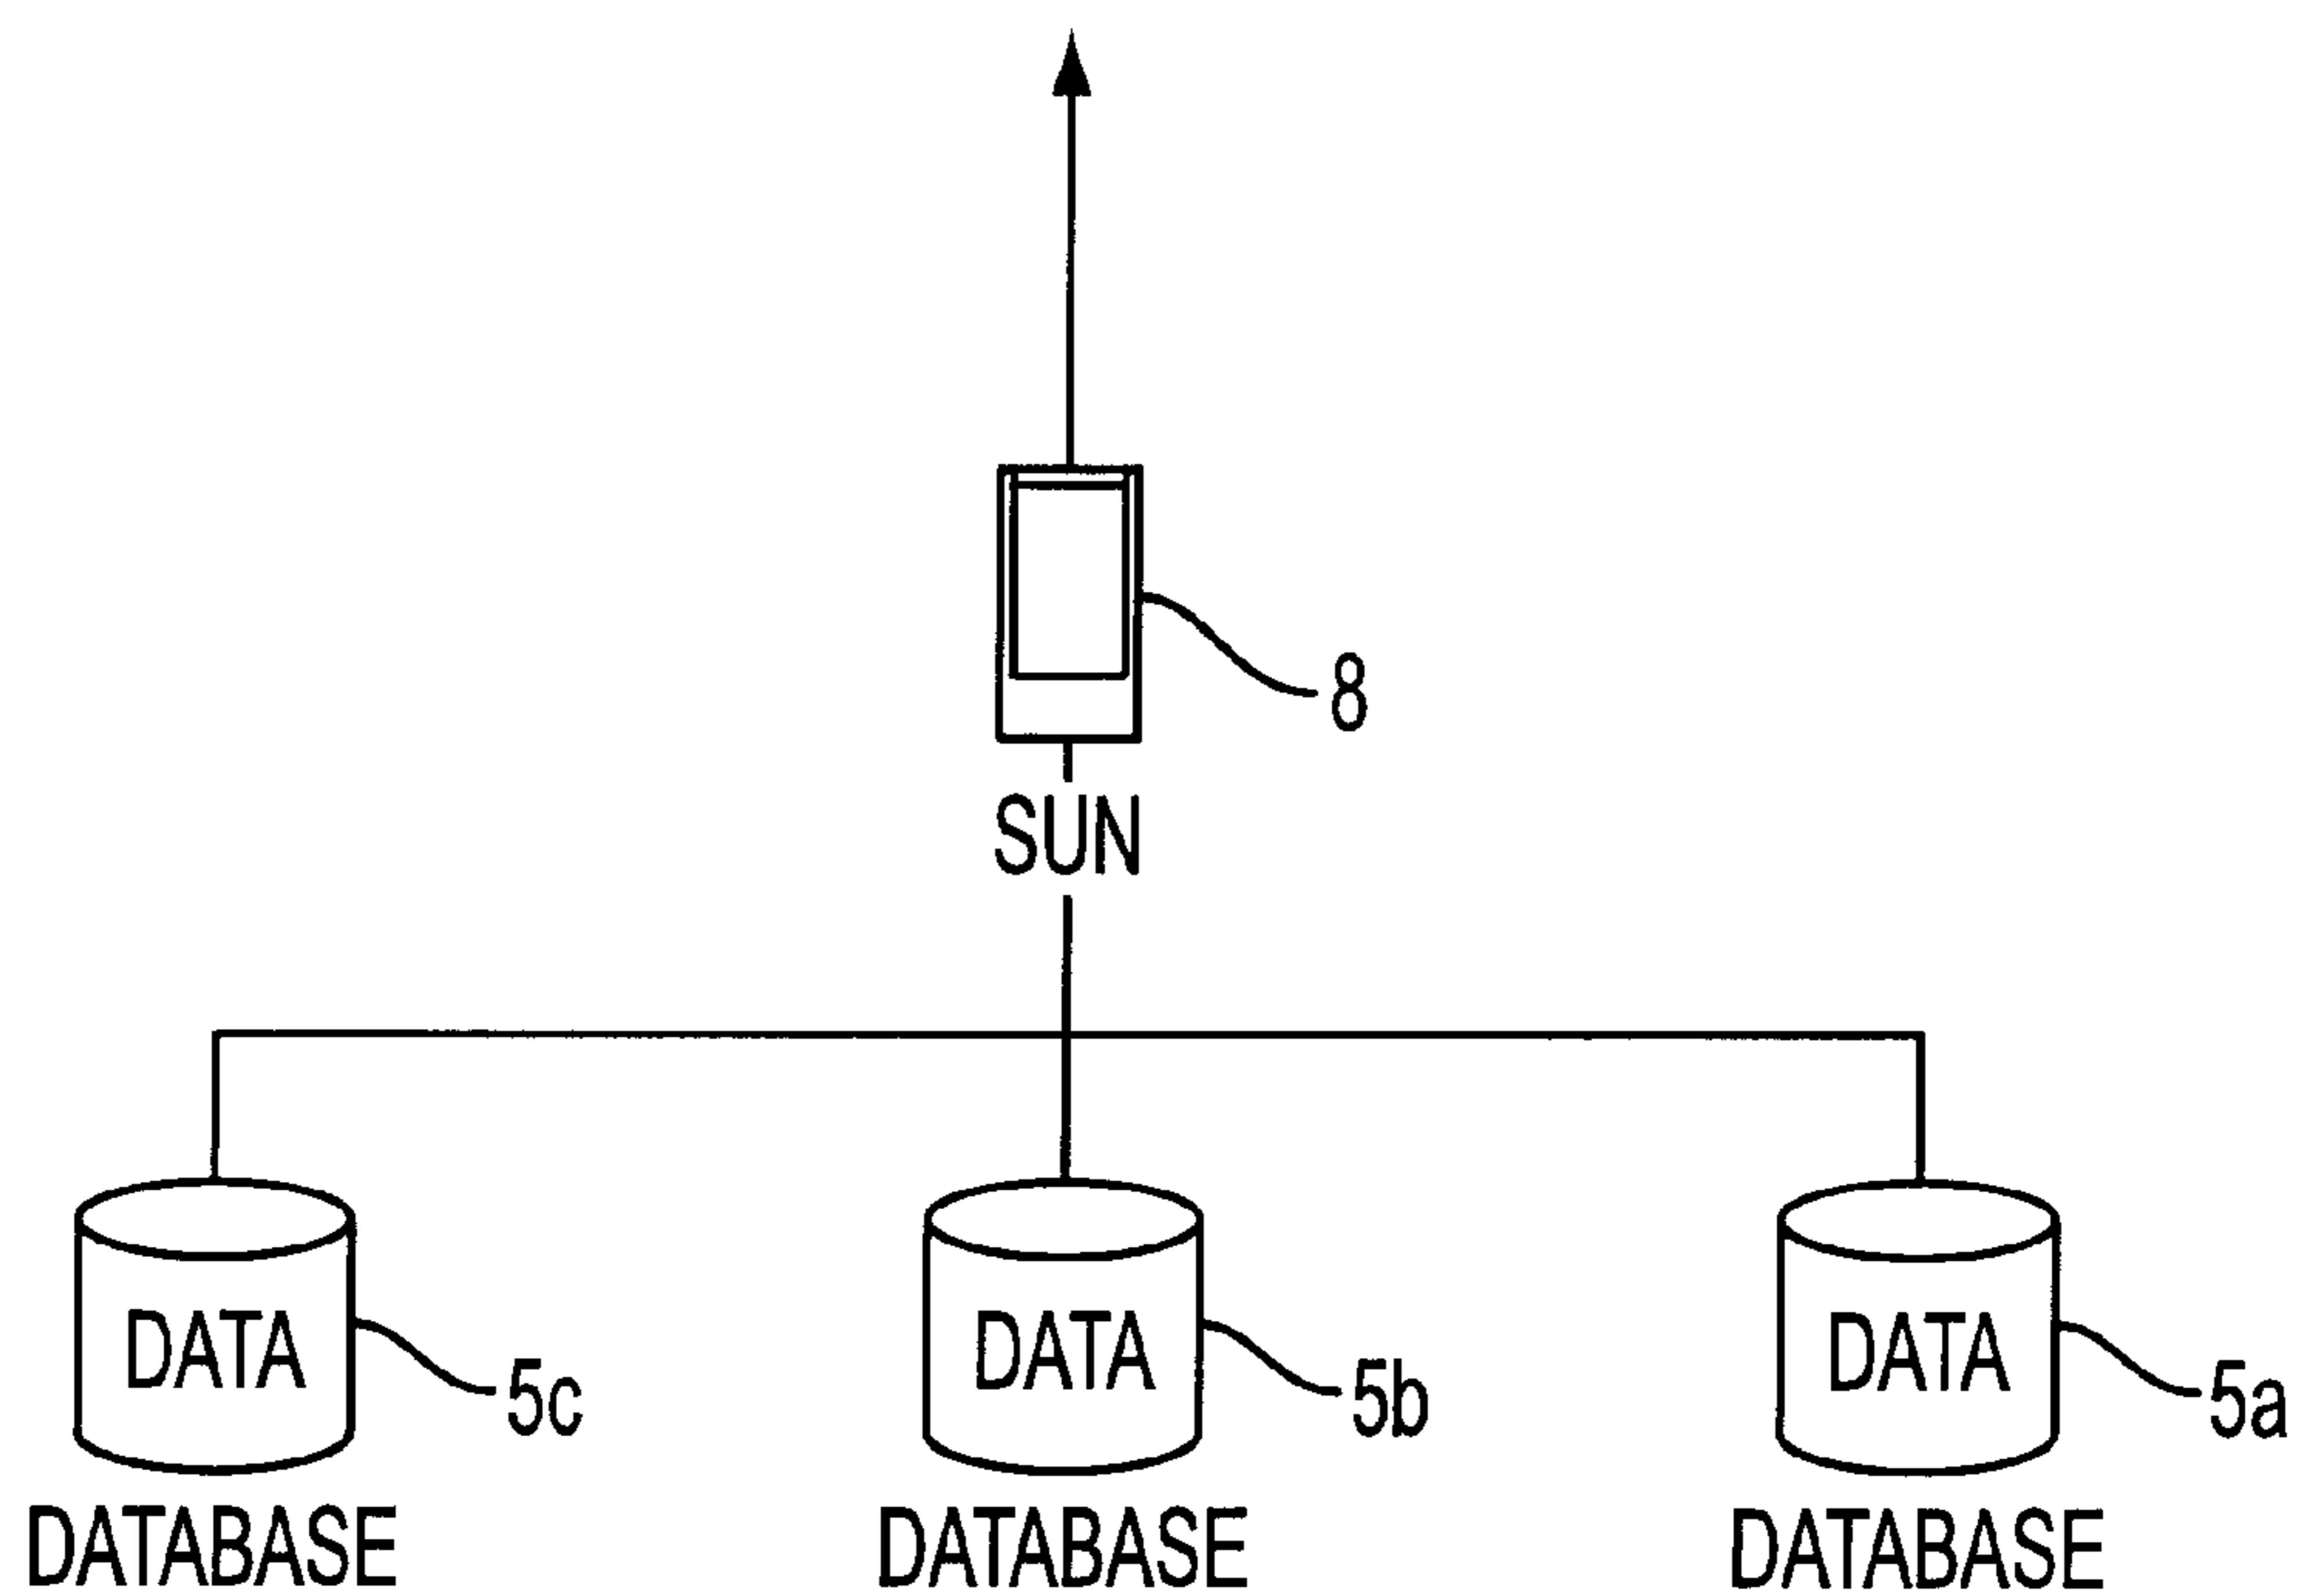 8
SUN
DATA DATA DATA
5c 5b 5a
DATABASE DATABASE DATABASE